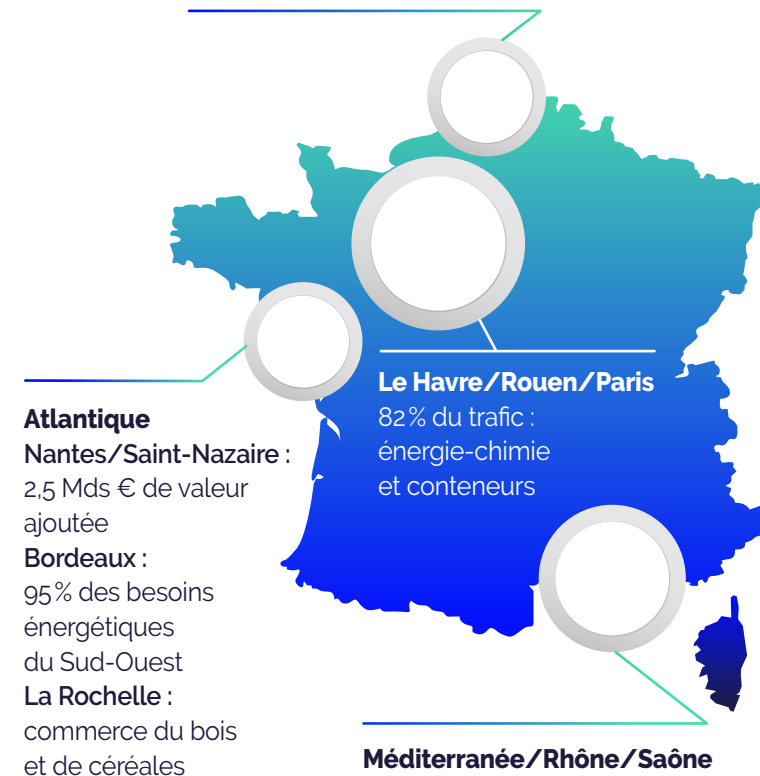 Le Havre/Rouen/Paris
82 % du trafic :
énergie-chimie
et conteneurs
Atlantique
Nantes/Saint-Nazaire :
2,5 Mds € de valeur
ajoutée
Bordeaux :
95 % des besoins
énergétiques
du Sud-Ouest
La Rochelle :
commerce du bois
et de céréales
Méditerranée/Rhône/Saône